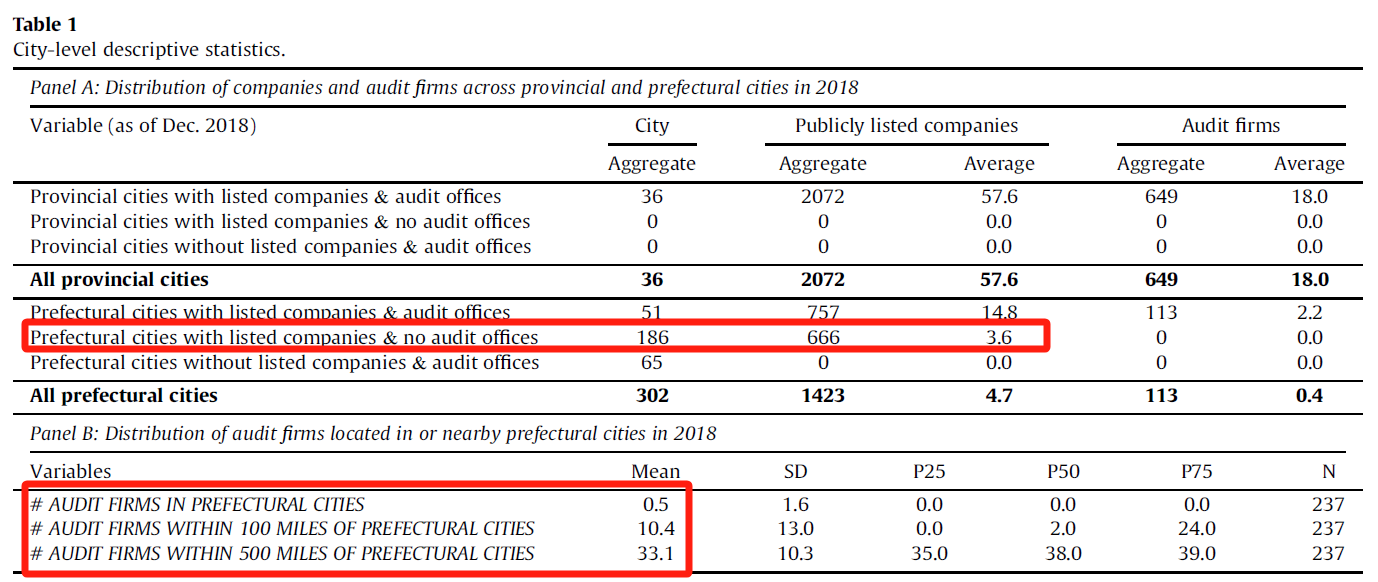 Table 1
City-level descriptive statistics.
Panel A: Distribution of companies and audit firms across provincial and prefectural cities in 2018
Variable (as of Dec. 2018) City Publicly listed companies Audit firms
Aggregate Aggregate Average Aggregate Average
Provincial cities with listed companies & audit offices 36 2072 57.6 649 18.0
Provincial cities with listed companies & no audit offices 0 0 0.0 0 0.0
Provincial cities without listed companies & audit offices 0 0 0.0 0 0.0
All provincial cities 36 2072 57.6 649 18.0
Prefectural cities with listed companies & audit offices 51 757 14.8 113 2.2
Prefectural cities with listed companies & no audit offices 186 666 3.6 0 0.0
Prefectural cities without listed companies & audit offices 65 0 0.0 0 0.0
All prefectural cities 302 1423 4.7 113 0.4
Panel B: Distribution of audit firms located in or nearby prefectural cities in 2018
Variables Mean SD P25 P50 P75 N
# AUDIT FIRMS IN PREFECTURAL CITIES 0.5 1.6 0.0 0.0 0.0 237
# AUDIT FIRMS WITHIN 100 MILES OF PREFECTURAL CITIES 10.4 13.0 0.0 2.0 24.0 237
# AUDIT FIRMS WITHIN 500 MILES OF PREFECTURAL CITIES 33.1 10.3 35.0 38.0 39.0 237